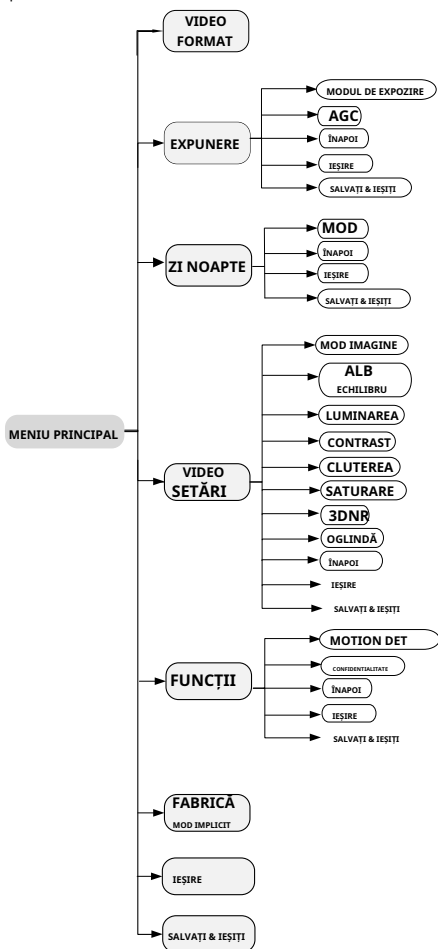 VIDEO
FORMAT
MODUL DE EXPOZIRE
AGC
EXPUNERE
ÎNAPOI
IEȘIRE
SALVAȚI & IEȘIȚI
MOD
ÎNAPOI
ZI NOAPTE
IEȘIRE
SALVAȚI & IEȘIȚI
MOD IMAGINE
ALB
ECHILIBRU
LUMINAREA
MENIU PRINCIPAL
CONTRAST
CLUTEREA
VIDEO
SETĂRI
SATURARE
3DNR
OGLINDĂ
ÎNAPOI
IEȘIRE
SALVAȚI & IEȘIȚI
MOTION DET
CONFIDENTIALITATE
FUNCȚII
ÎNAPOI
IEȘIRE
SALVAȚI & IEȘIȚI
FABRICĂ
MOD IMPLICIT
IEȘIRE
SALVAȚI & IEȘIȚI